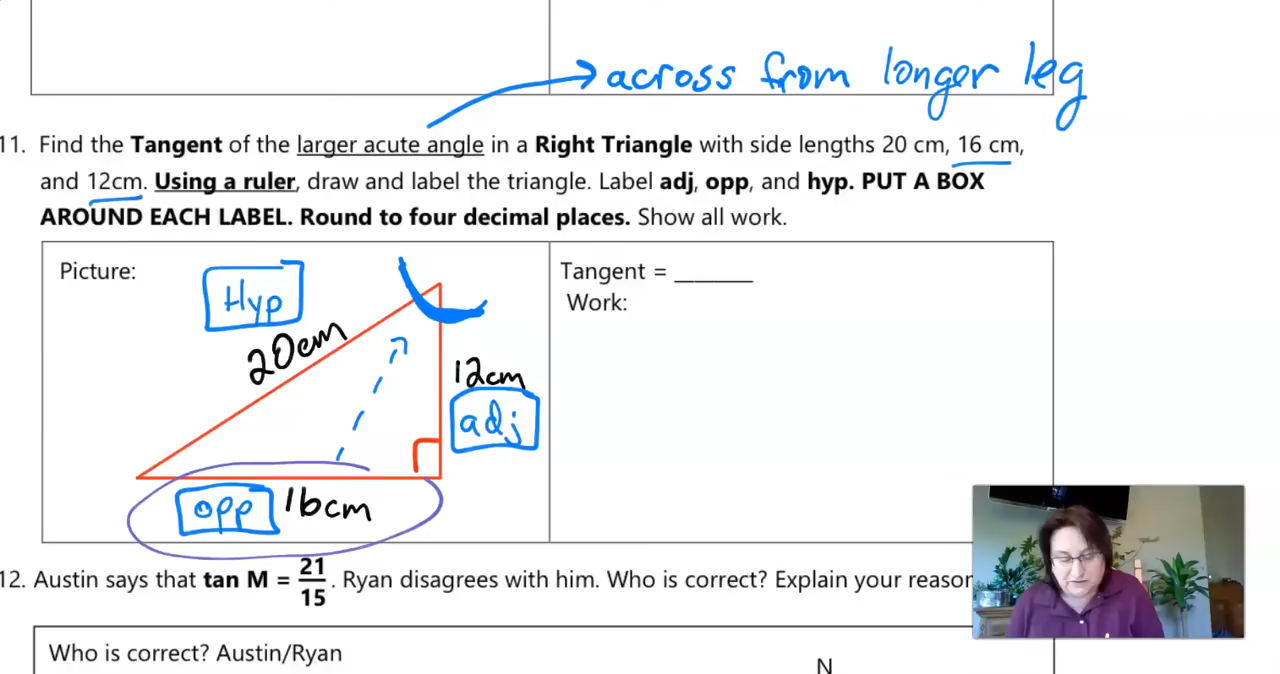 across from longer leg
11. Find the Tangent of the larger acute angle in a Right Triangle with side lengths 20 cm, 16 cm,
and 12cm. Using a ruler, draw and label the triangle. Label adj, opp, and hyp. PUT A BOX
AROUND EACH LABEL. Round to four decimal places. Show all work.
Picture:
Hyp
20cm
12cm
adj
opp 16cm
Tangent = ______
Work:
12. Austin says that tan M = 21/15. Ryan disagrees with him. Who is correct? Explain your
Who is correct? Austin/Ryan
N